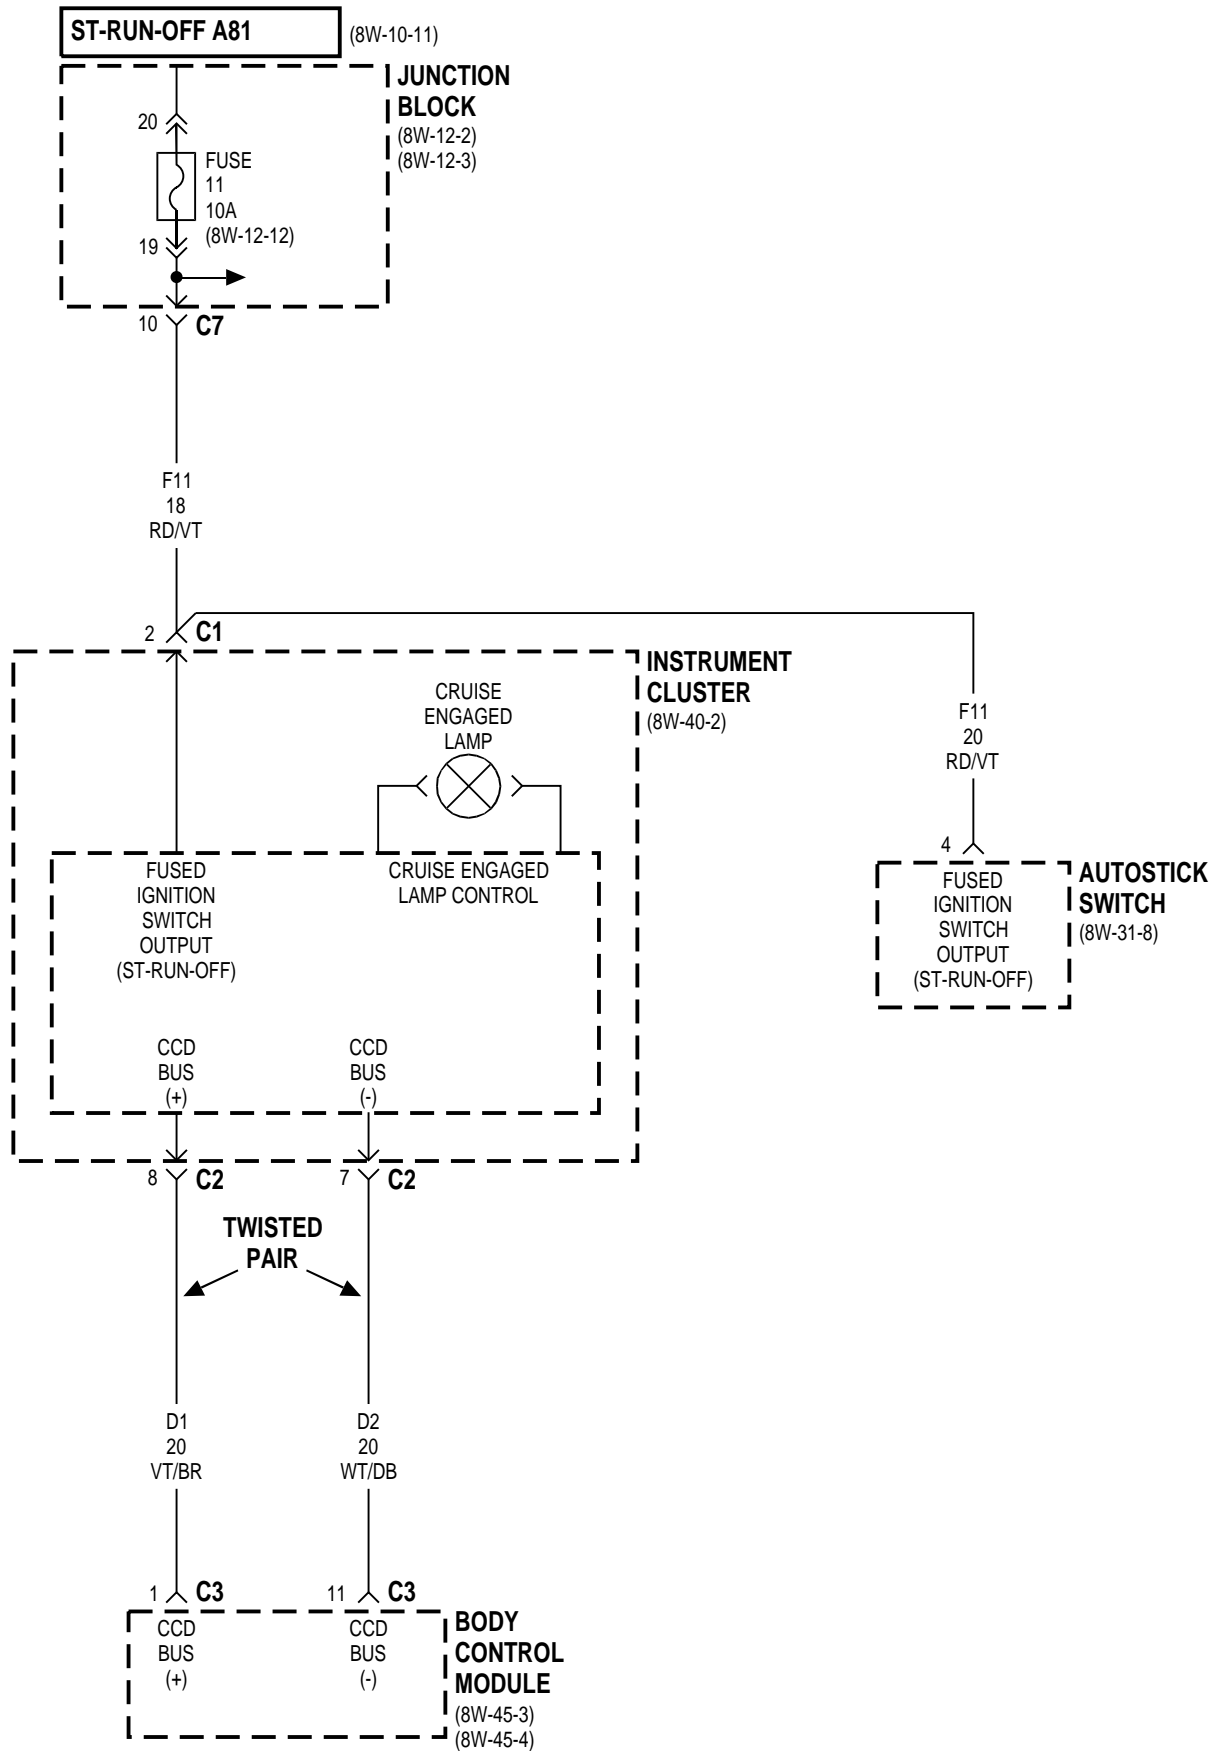 ST-RUN-OFF A81
(8W-10-11)
JUNCTION
BLOCK
(8W-12-2)
(8W-12-3)
20
FUSE
11
10A
(8W-12-12)
19
10
C7
F11
18
RD/VT
2
C1
INSTRUMENT
CLUSTER
(8W-40-2)
CRUISE
ENGAGED
LAMP
F11
20
RD/VT
FUSED
IGNITION
SWITCH
OUTPUT
(ST-RUN-OFF)
CRUISE ENGAGED
LAMP CONTROL
4
FUSED
IGNITION
SWITCH
OUTPUT
(ST-RUN-OFF)
AUTOSTICK
SWITCH
(8W-31-8)
CCD
BUS
(+)
CCD
BUS
(-)
8
C2
7
C2
TWISTED
PAIR
D1
20
VT/BR
D2
20
WT/DB
1
C3
11
C3
CCD
BUS
(+)
CCD
BUS
(-)
BODY
CONTROL
MODULE
(8W-45-3)
(8W-45-4)